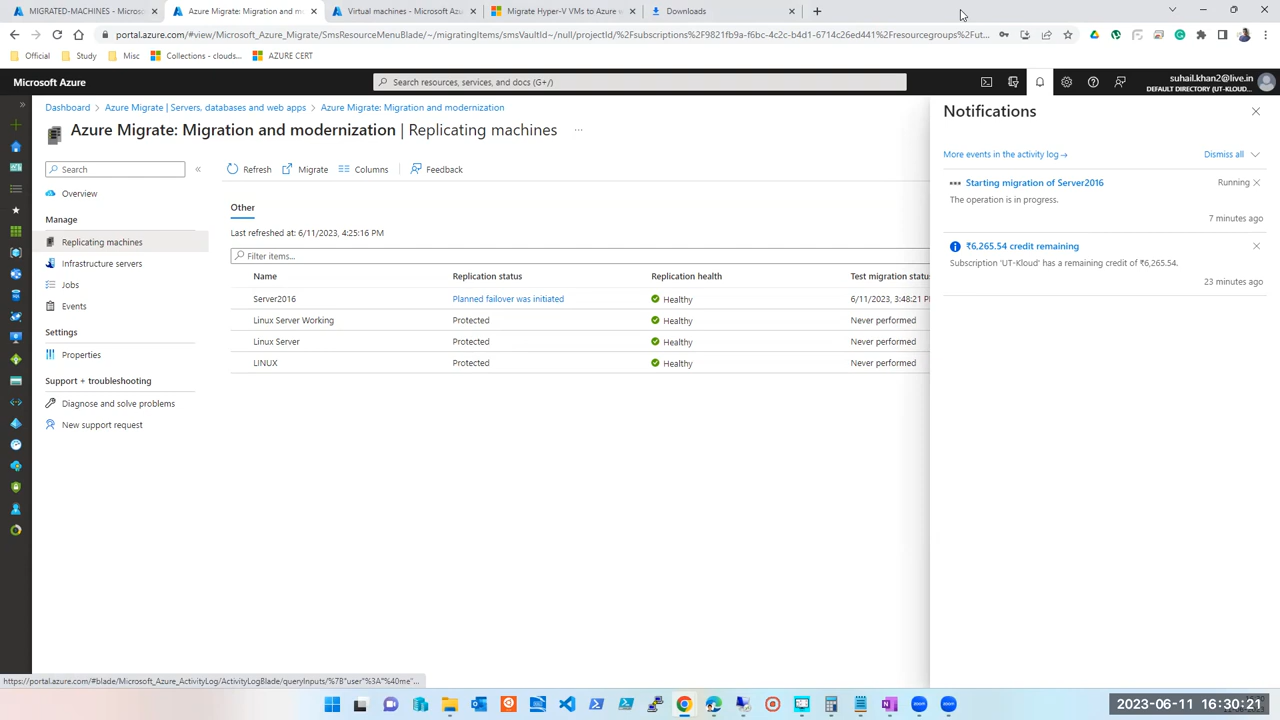 MIGRATED-MACHINES - Microsoft
Azure Migrate: Migration and mo
Virtual machines - Microsoft Azu
Migrate Hyper-V VMs to Azure w
Downloads
portal.azure.com/#view/Microsoft_Azure_Migrate/SmsResourceMenuBlade/~/migratingItems/smsVaultId~/null/projectId/%2Fsubscriptions%2F9821fb9a-f6bc-4c2c-b4d1-6714c26ed441%2Fresourcegroups%2Fut...
Official
Study
Misc
Collections - clouds...
AZURE CERT
Microsoft Azure
Search resources, services, and docs (G+/)
suhail.khan2@live.in
DEFAULT DIRECTORY (UT-KLOUD...
Dashboard > Azure Migrate | Servers, databases and web apps > Azure Migrate: Migration and modernization >
Azure Migrate: Migration and modernization | Replicating machines ...
Search
Overview
Manage
Replicating machines
Infrastructure servers
Jobs
Events
Settings
Properties
Support + troubleshooting
Diagnose and solve problems
New support request
Refresh
Migrate
Columns
Feedback
Other
Last refreshed at: 6/11/2023, 4:25:16 PM
Filter items...
Name Replication status Replication health Test migration status
Server2016 Planned failover was initiated Healthy 6/11/2023, 3:48:21 P
Linux Server Working Protected Healthy Never performed
Linux Server Protected Healthy Never performed
LINUX Protected Healthy Never performed
Notifications
More events in the activity log →
Dismiss all
Starting migration of Server2016
Running
The operation is in progress.
7 minutes ago
₹6,265.54 credit remaining
Subscription 'UT-Kloud' has a remaining credit of ₹6,265.54.
23 minutes ago
https://portal.azure.com/#blade/Microsoft_Azure_ActivityLog/ActivityLogBlade/queryInputs/%7B"user"%3A"%40me"...
2023-06-11 16:30:21